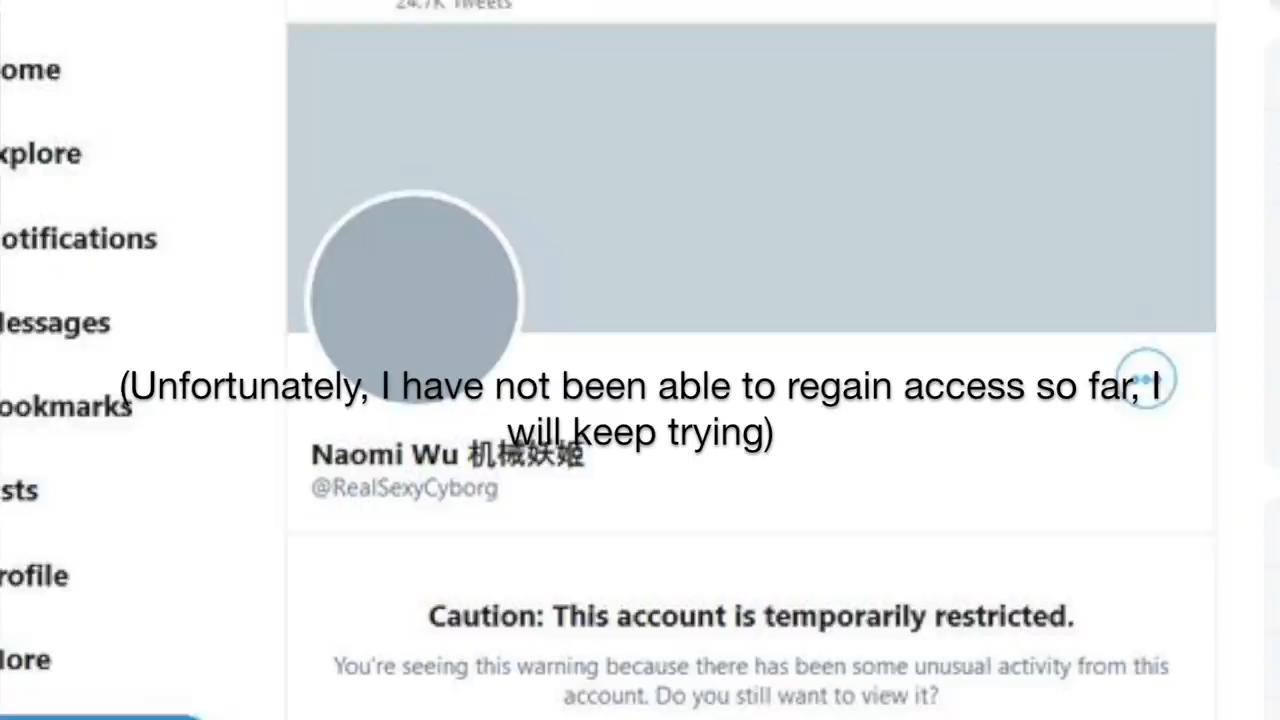 24.7K Tweets
ome
xplore
otifications
lessages
ookmarks
sts
rofile
lore
(Unfortunately, I have not been able to regain access so far, I
will keep trying)
Naomi Wu 机械妖姬
@RealSexyCyborg
Caution: This account is temporarily restricted.
You're seeing this warning because there has been some unusual activity from this
account. Do you still want to view it?